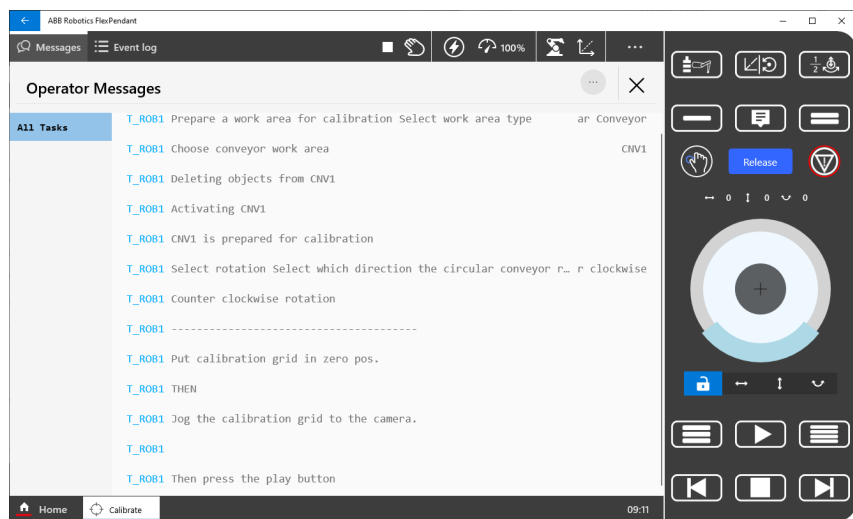 ABB Robotics FlexPendant
Messages Event log 100% ...
Operator Messages
All Tasks
T_ROB1 Prepare a work area for calibration Select work area type ar Conveyor
T_ROB1 Choose conveyor work area CNV1
T_ROB1 Deleting objects from CNV1
T_ROB1 Activating CNV1
T_ROB1 CNV1 is prepared for calibration
T_ROB1 Select rotation Select which direction the circular conveyor r… r clockwise
T_ROB1 Counter clockwise rotation
T_ROB1 -------------------------------------
T_ROB1 Put calibration grid in zero pos.
T_ROB1 THEN
T_ROB1 Jog the calibration grid to the camera.
T_ROB1
T_ROB1 Then press the play button
Home Calibrate 09:11
1/2
Release
0 0 0